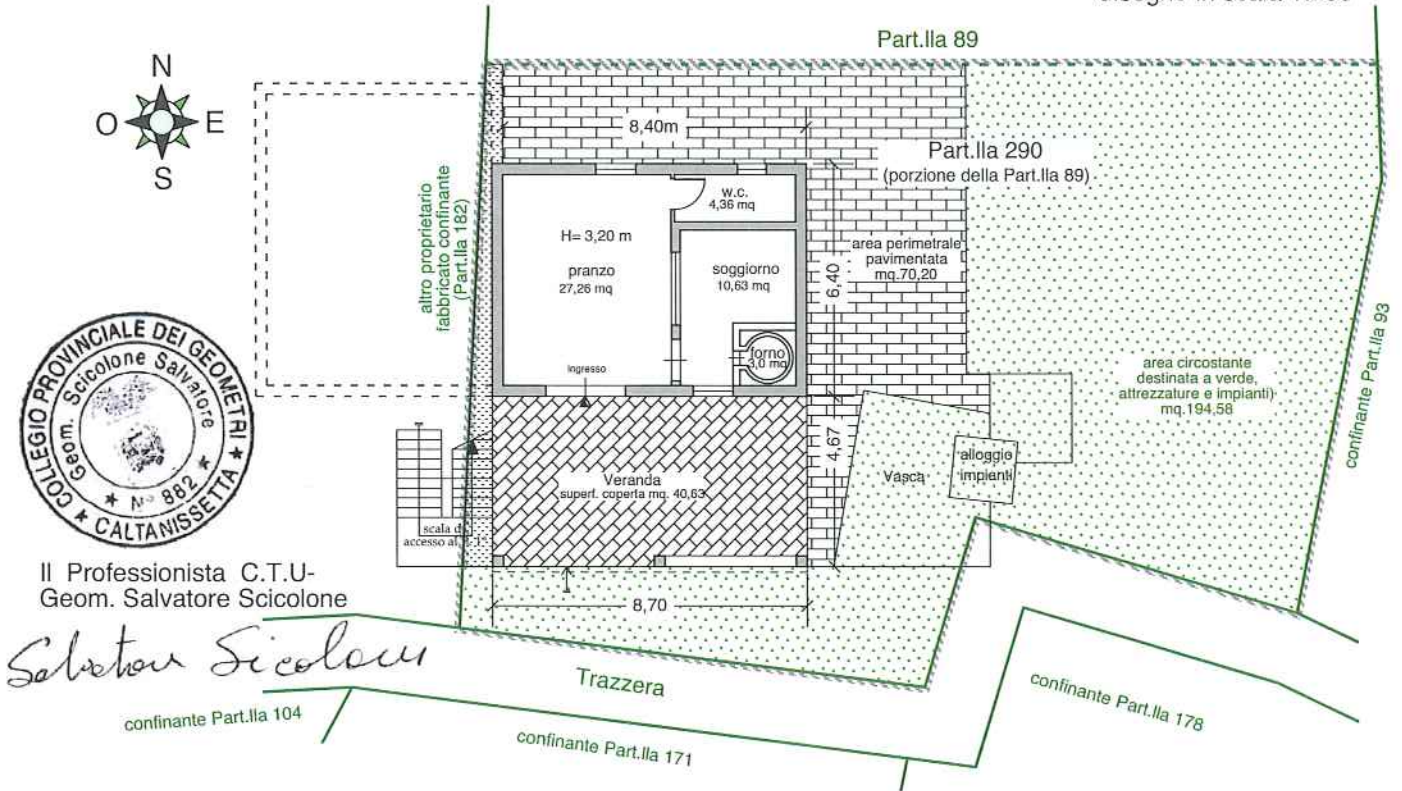 Part.lla 89
N
O
E
S
8,40m
Part.lla 290
(porzione della Part.lla 89)
altro proprietario
fabbricato confinante
(Part.lla 182)
w.c.
4,36 mq
H= 3,20 m
pranzo
27,26 mq
soggiorno
10,63 mq
6,40
area perimetrale
pavimentata
mq.70,20
forno
3,0 mq
ingresso
area circostante
destinata a verde,
attrezzature e impianti)
mq.194,58
confinante Part.lla 93
COLLEGIO PROVINCIALE DEI GEOMETRI
Geom. Scicolone Salvatore
N° 882
CALTANISSETTA
4,67
Vasca
alloggio
impianti
Veranda
superf. coperta mq. 40,63
scala d
accesso al
Il Professionista C.T.U-
Geom. Salvatore Scicolone
8,70
Trazzera
confinante Part.lla 104
confinante Part.lla 171
confinante Part.lla 178